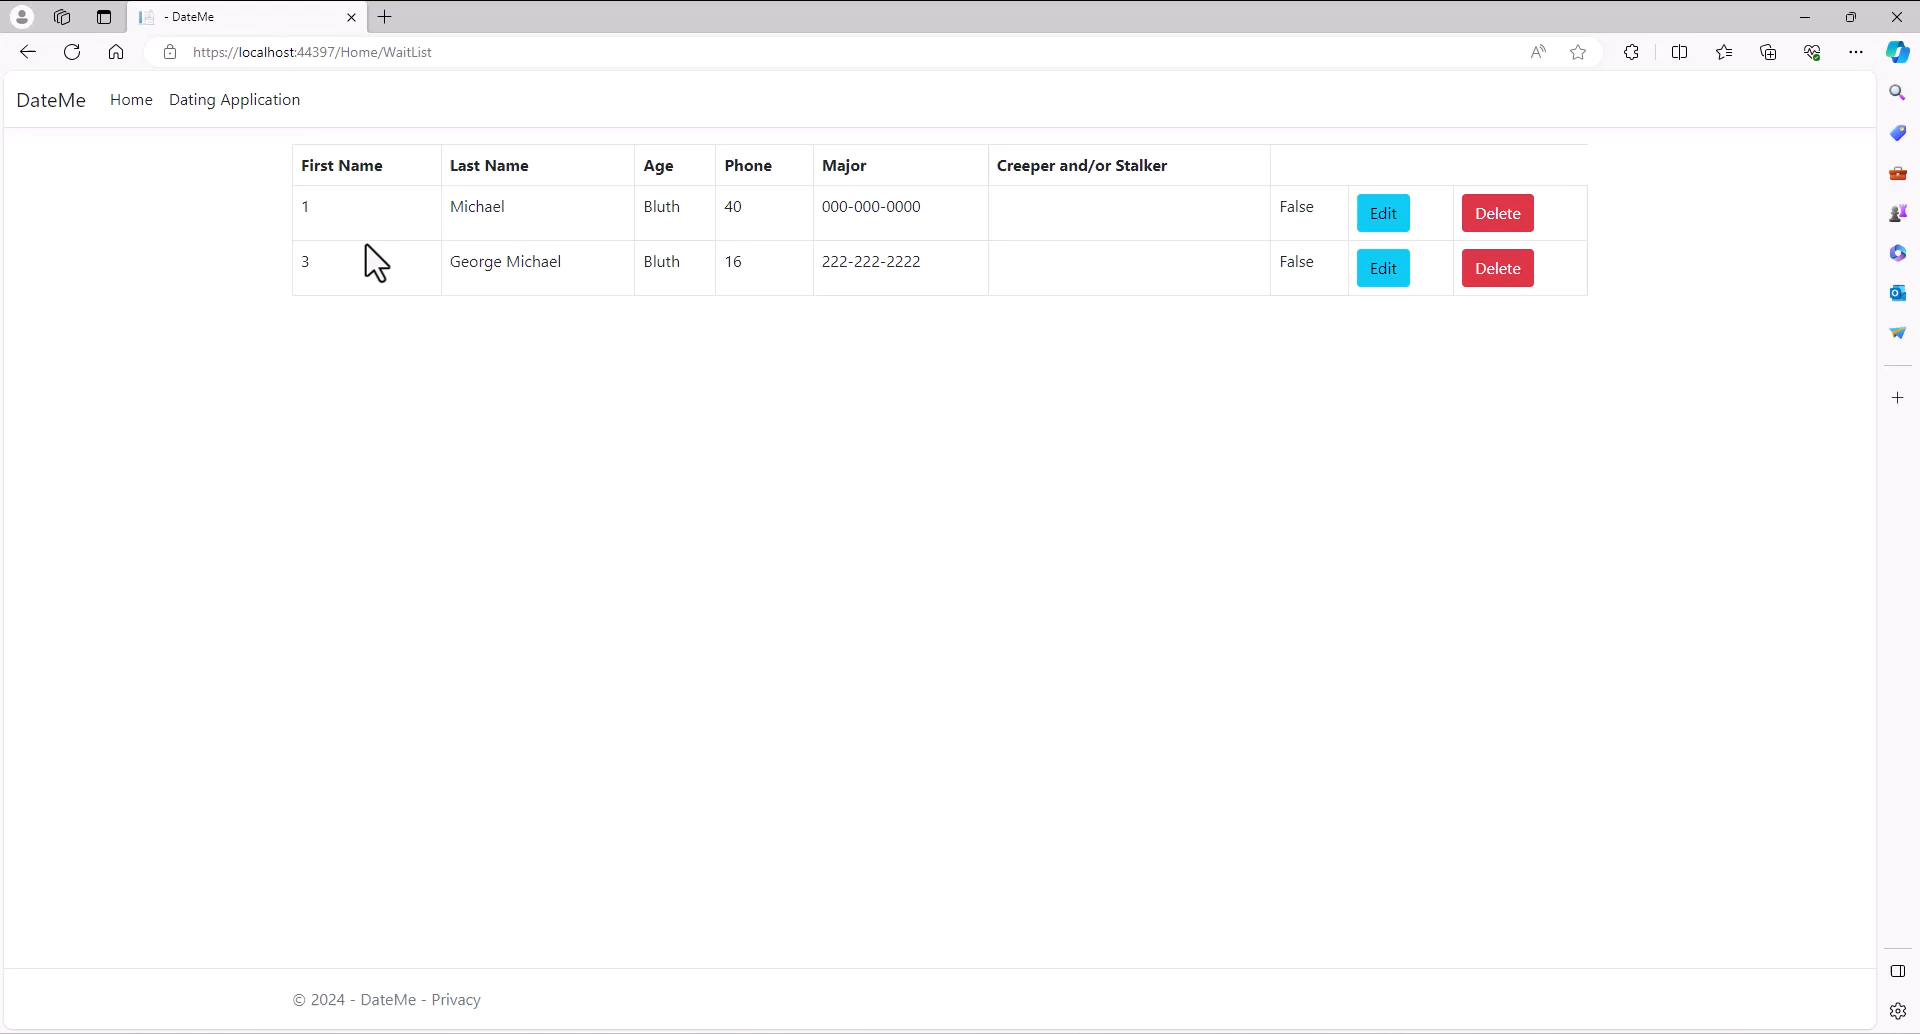 - DateMe
https://localhost:44397/Home/WaitList
DateMe Home Dating Application
First Name Last Name Age Phone Major Creeper and/or Stalker
1 Michael Bluth 40 000-000-0000 False Edit Delete
3 George Michael Bluth 16 222-222-2222 False Edit Delete
© 2024 - DateMe - Privacy